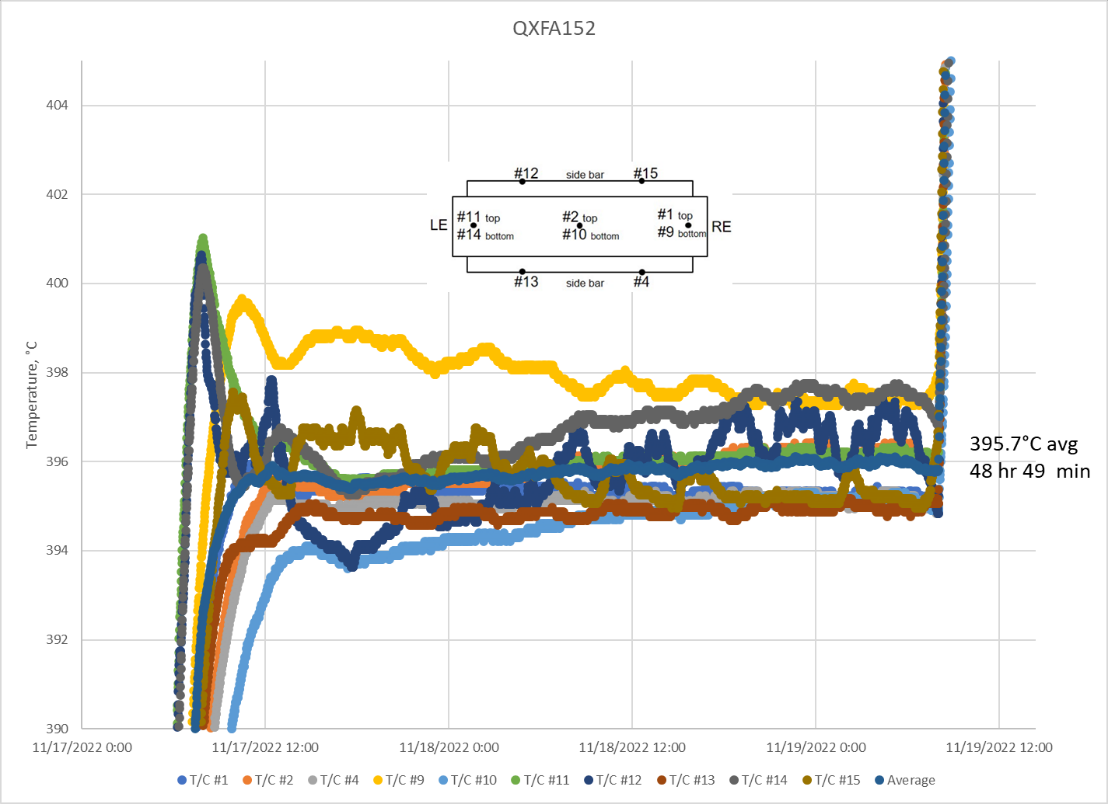 QXFA152
Temperature, °C
404
402
400
398
396
394
392
390
#12 side bar #15
LE #11 top #2 top #1 top RE
#14 bottom #10 bottom #9 bottom
#13 side bar #4
395.7°C avg
48 hr 49 min
11/17/2022 0:00 11/17/2022 12:00 11/18/2022 0:00 11/18/2022 12:00 11/19/2022 0:00 11/19/2022 12:00
T/C #1 T/C #2 T/C #4 T/C #9 T/C #10 T/C #11 T/C #12 T/C #13 T/C #14 T/C #15 Average